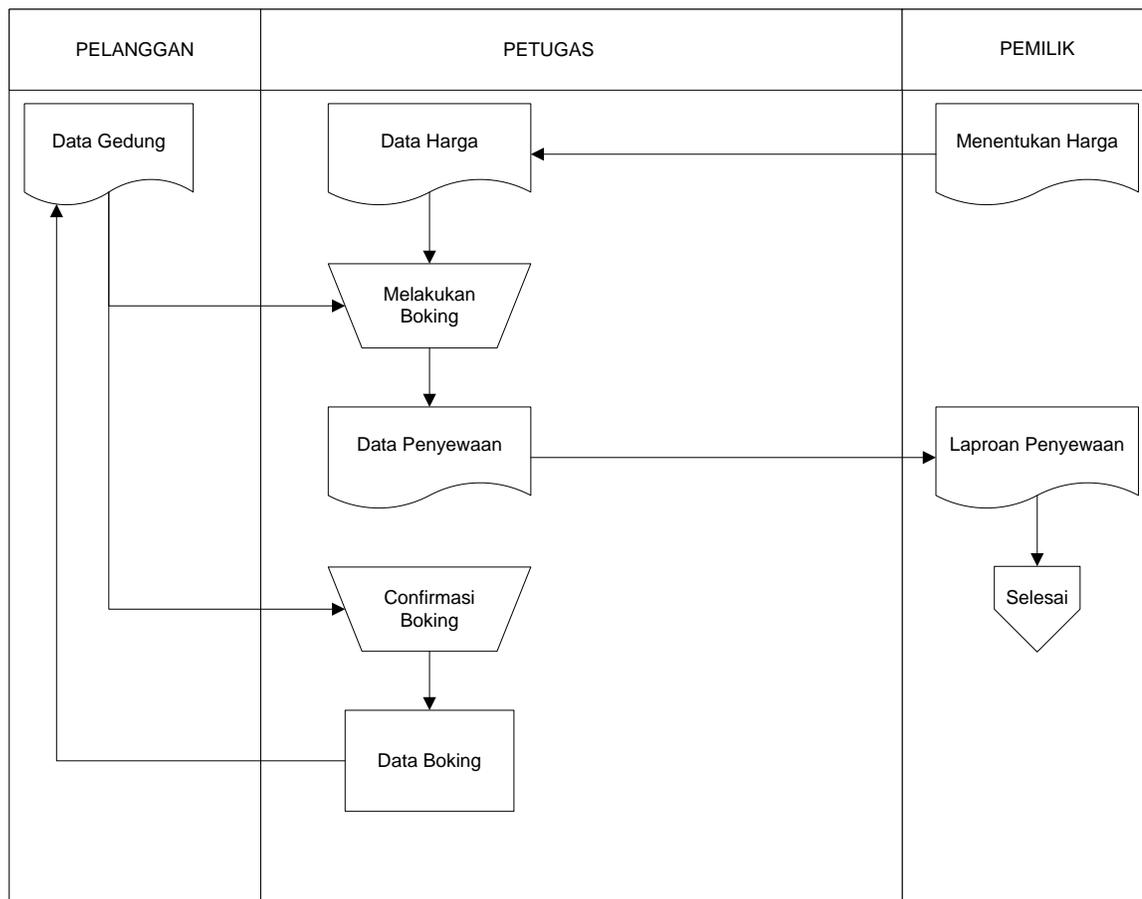 PELANGGAN
PETUGAS
PEMILIK
Data Gedung
Data Harga
Menentukan Harga
Melakukan
Boking
Data Penyewaan
Laproan Penyewaan
Confirmasi
Boking
Selesai
Data Boking